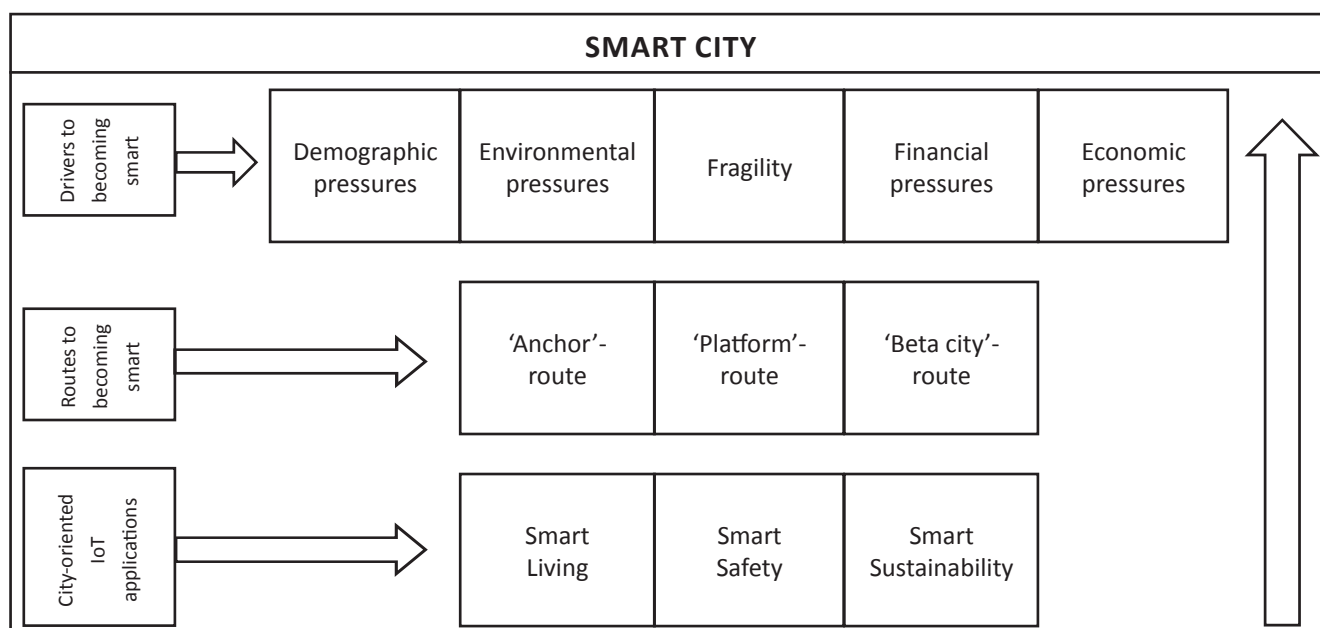 SMART CITY
Drivers to
becoming
smart
Demographic
pressures
Environmental
pressures
Fragility
Financial
pressures
Economic
pressures
Routes to
becoming
smart
‘Anchor’-
route
‘Platform’-
route
‘Beta city’-
route
City-oriented
IoT
applications
Smart
Living
Smart
Safety
Smart
Sustainability